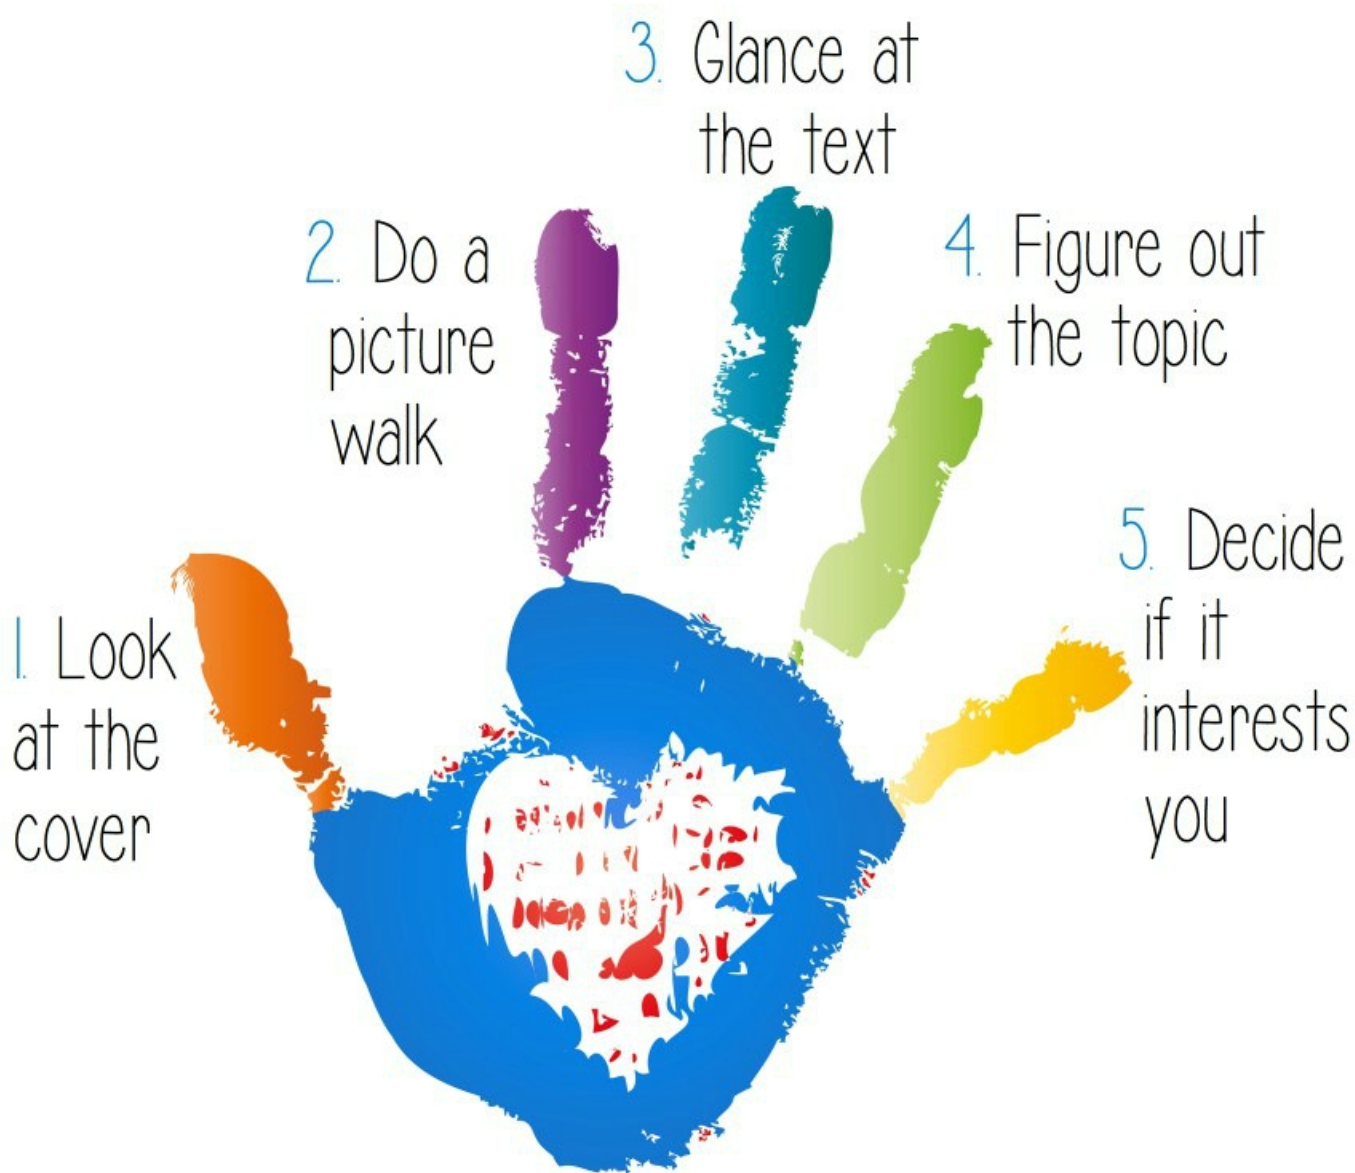 1. Look
at the
cover
2. Do a
picture
walk
3. Glance at
the text
4. Figure out
the topic
5. Decide
if it
interests
you